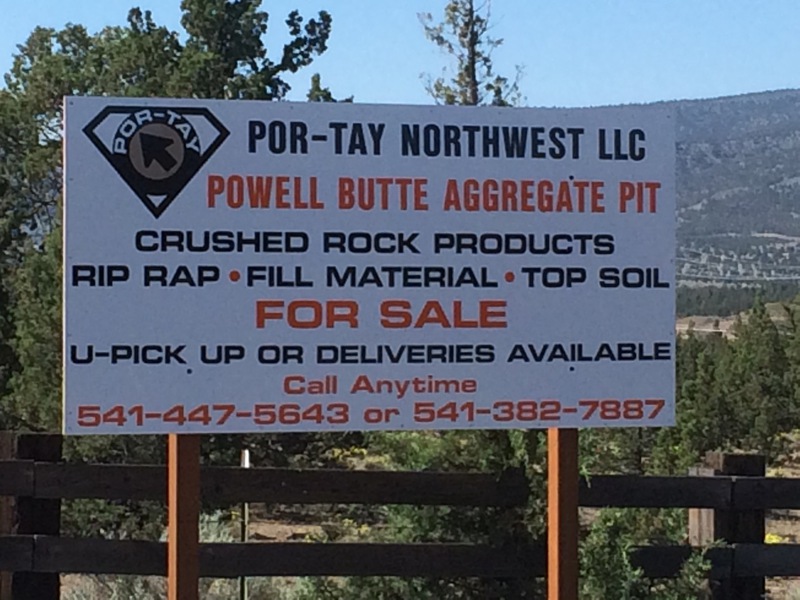 POR-TAY
POR-TAY NORTHWEST LLC
POWELL BUTTE AGGREGATE PIT
CRUSHED ROCK PRODUCTS
RIP RAP • FILL MATERIAL • TOP SOIL
FOR SALE
U-PICK UP OR DELIVERIES AVAILABLE
Call Anytime
541-447-5643 or 541-382-7887